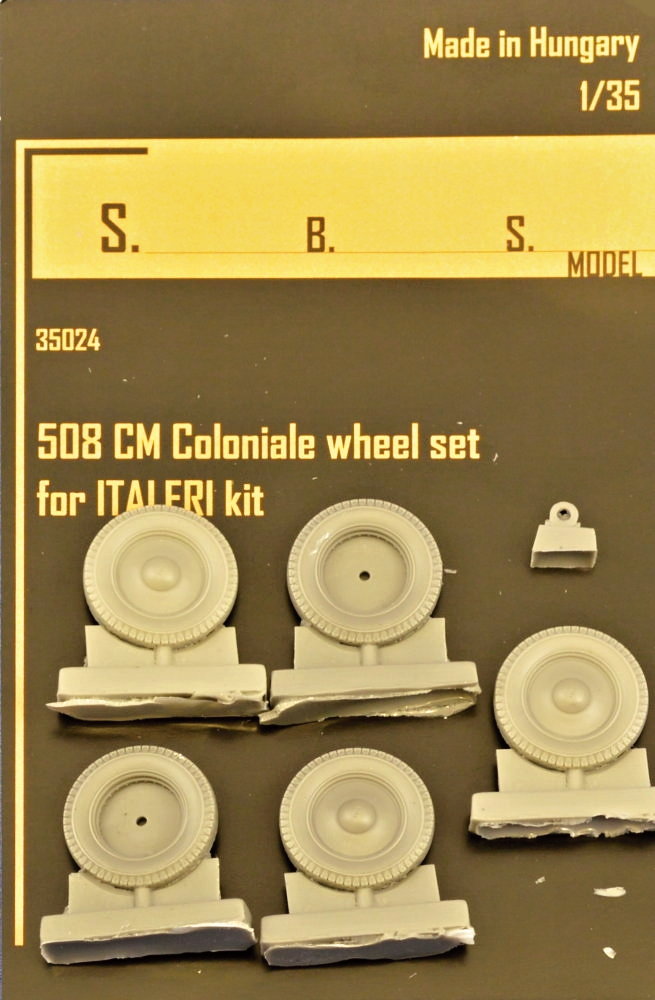 Made in Hungary
1/35
S. B. S.
MODEL
35024
508 CM Coloniale wheel set
for ITALERI kit